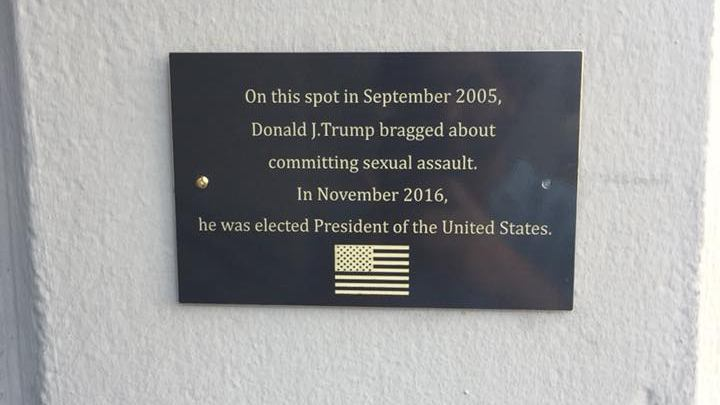 On this spot in September 2005,
Donald J.Trump bragged about
committing sexual assault.
In November 2016,
he was elected President of the United States.